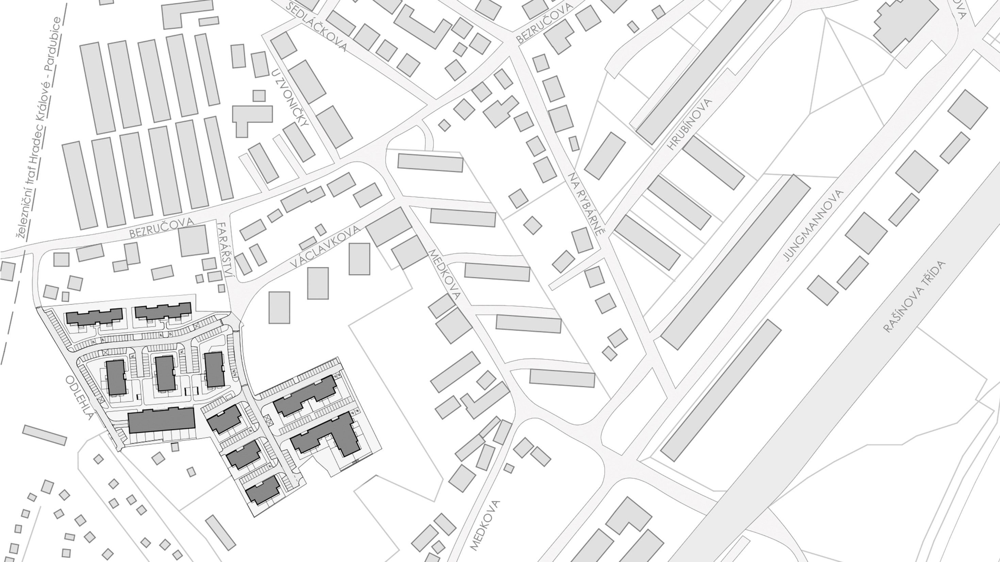 SEDLÁČKOVA
BEZRUČOVA
OVA
železniční trať Hradec Králové - Pardubice
U ZVONIČKY
HRUBÍNOVA
NA RYBÁRNĚ
BEZRUČOVA
FARÁŘSTVÍ
VÁCLAVKOVA
MEDKOVA
JUNGMANNOVA
RAŠÍNOVA TŘÍDA
ODLEHLÁ
MEDKOVA